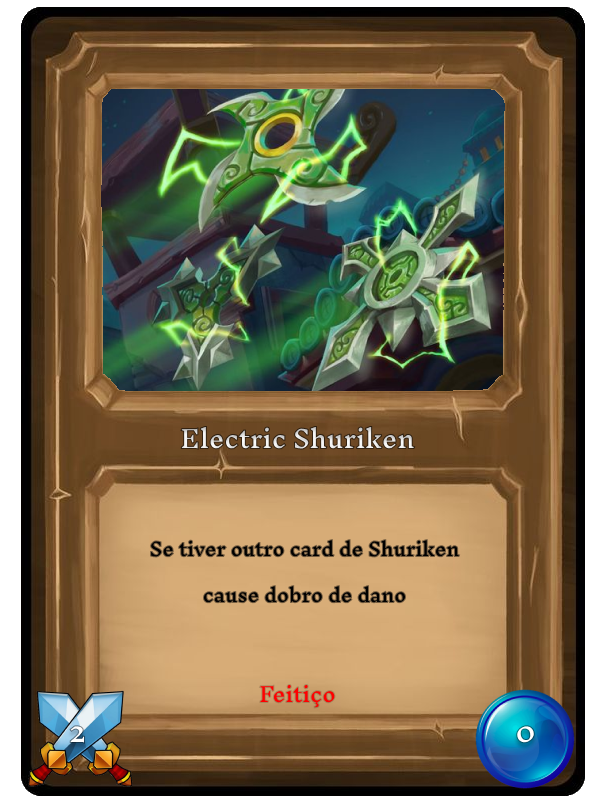 Electric Shuriken
Se tiver outro card de Shuriken
cause dobro de dano
Feitiço
2
0